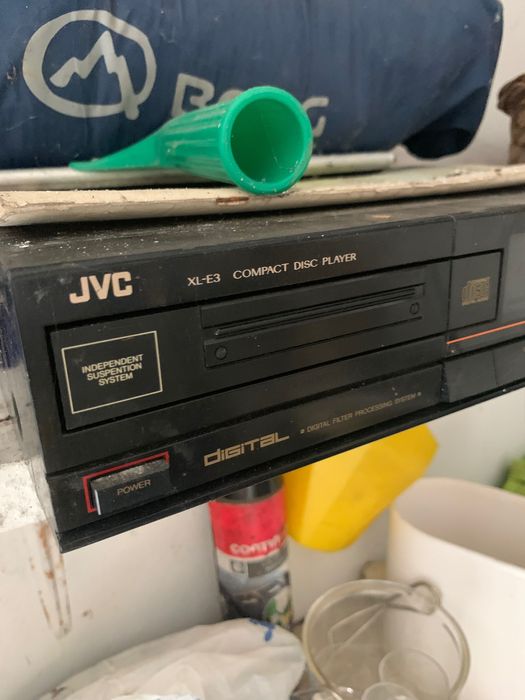 JVC
XL-E3 COMPACT DISC PLAYER
INDEPENDENT
SUSPENTION
SYSTEM
DIGITAL
DIGITAL FILTER PROCESSING SYSTEM
POWER